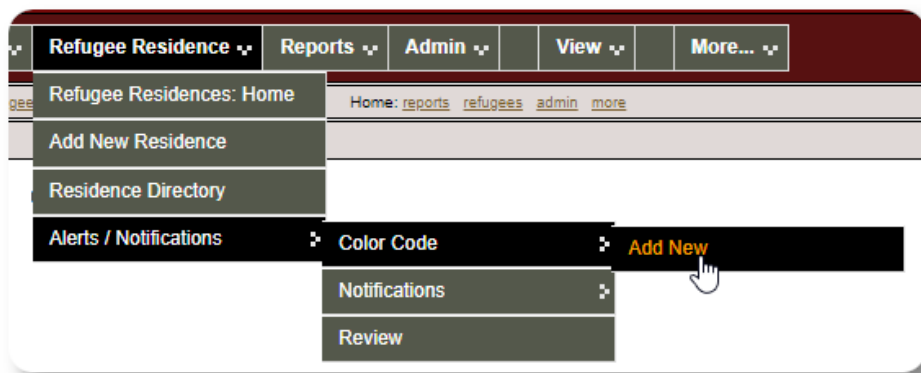 Refugee Residence Reports Admin View More...
Refugee Residences: Home
Home: reports refugees admin more
Add New Residence
Residence Directory
Alerts / Notifications
Color Code
Add New
Notifications
Review